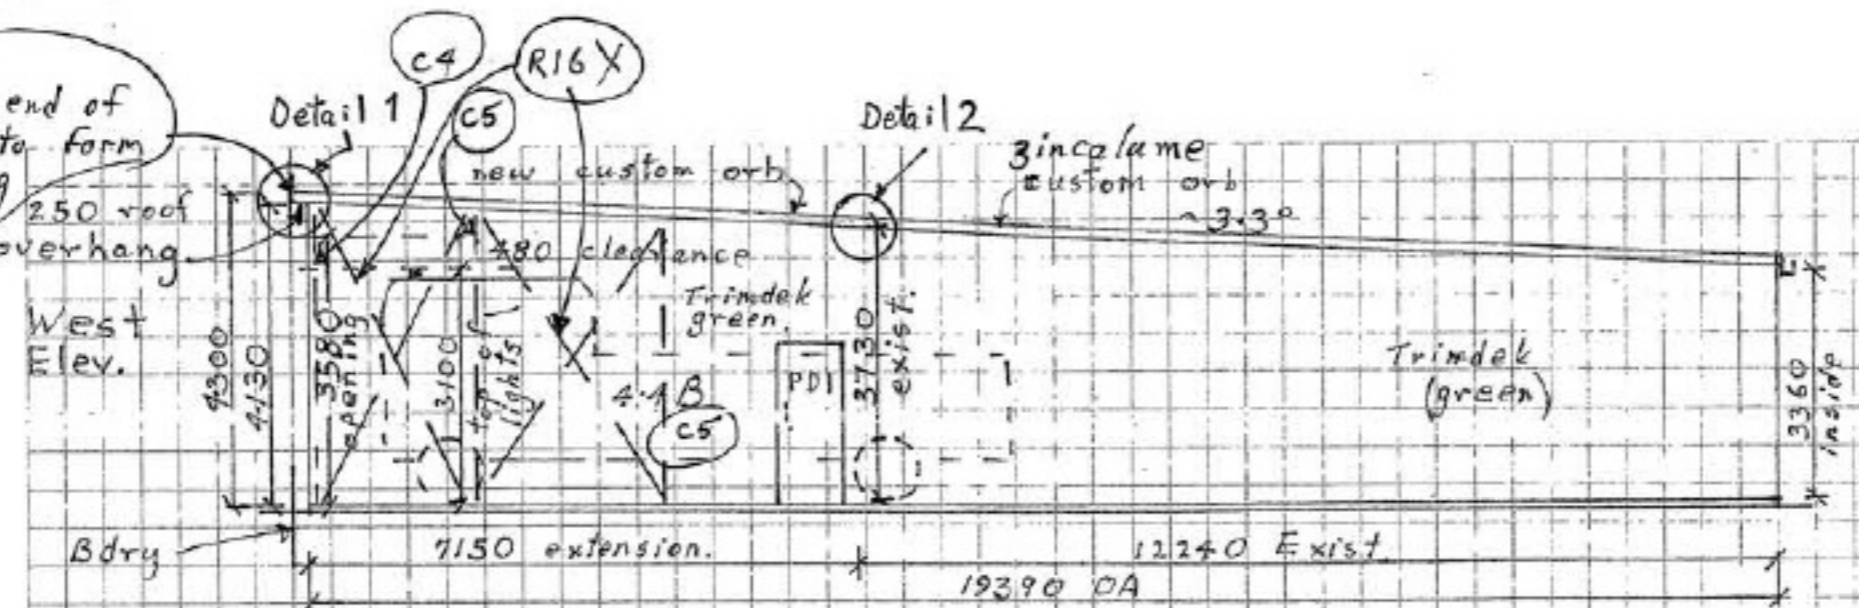 end of
to form
g
250 roof
overhang
West
Elev.
Detail 1
C4
C5
R16 X
new custom orb
Detail 2
Zincalume
custom orb
~3.3°
480 clearance
Trimdek
green.
4300
4130
3580
opening
3100
top of
lights
4.1 B
C5
PD1
3730
exist.
Trimdek
(green)
3360
inside
Bdry
7150 extension.
12240 Exist.
19390 OA